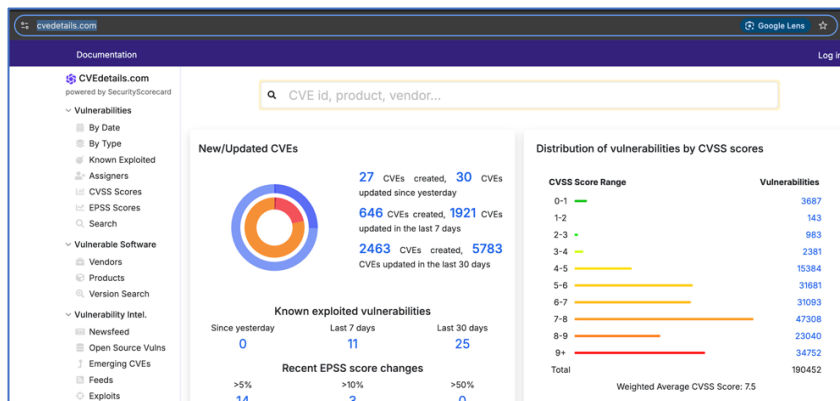 cvedetails.com
Google Lens
Documentation
Log in
CVEdetails.com
powered by SecurityScorecard
Vulnerabilities
By Date
By Type
Known Exploited
Assigners
CVSS Scores
EPSS Scores
Search
Vulnerable Software
Vendors
Products
Version Search
Vulnerability Intel.
Newsfeed
Open Source Vulns
Emerging CVEs
Feeds
Exploits
CVE id, product, vendor...
New/Updated CVEs
27 CVEs created, 30 CVEs
updated since yesterday
646 CVEs created, 1921 CVEs
updated in the last 7 days
2463 CVEs created, 5783
CVEs updated in the last 30 days
Known exploited vulnerabilities
Since yesterday Last 7 days Last 30 days
0 11 25
Recent EPSS score changes
>5% >10% >50%
14 3 0
Distribution of vulnerabilities by CVSS scores
CVSS Score Range Vulnerabilities
0-1 3687
1-2 143
2-3 983
3-4 2381
4-5 15384
5-6 31681
6-7 31093
7-8 47308
8-9 23040
9+ 34752
Total 190452
Weighted Average CVSS Score: 7.5